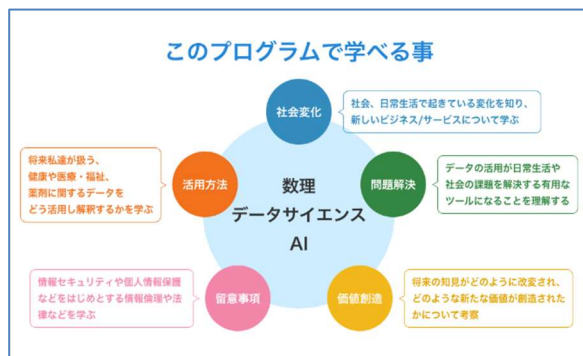 このプログラムで学べる事
社会変化
社会、日常生活で起きている変化を知り、
新しいビジネス/サービスについて学ぶ
将来私達が扱う、
健康や医療・福祉、
薬剤に関するデータを
どう活用し解釈するかを学ぶ
活用方法
数理
データサイエンス
AI
問題解決
データの活用が日常生活や
社会の課題を解決する有用な
ツールになることを理解する
情報セキュリティや個人情報保護
などをはじめとする情報倫理や法
律などを学ぶ
留意事項
価値創造
将来の知見がどのように改変され、
どのような新たな価値が創造された
かについて考察